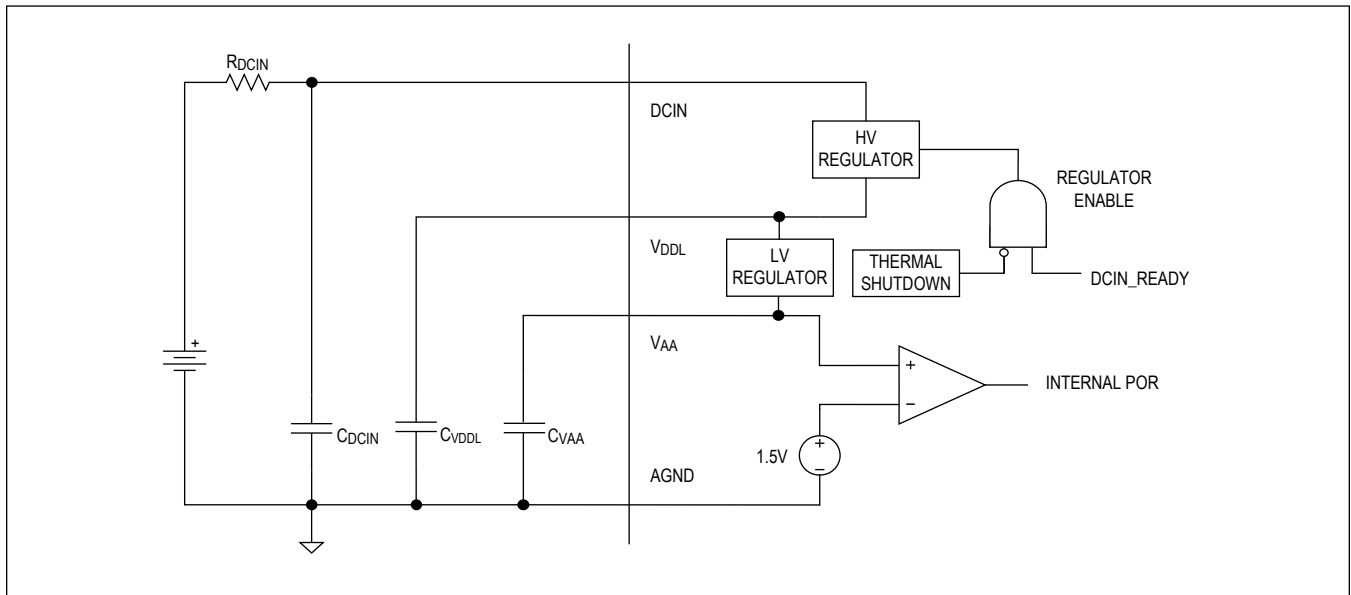 RDCIN
DCIN
HV
REGULATOR
REGULATOR
ENABLE
VDDL
LV
REGULATOR
THERMAL
SHUTDOWN
DCIN_READY
VAA
+
+
−
INTERNAL POR
CDCIN
CVDDL
CVAA
1.5V
+
−
AGND